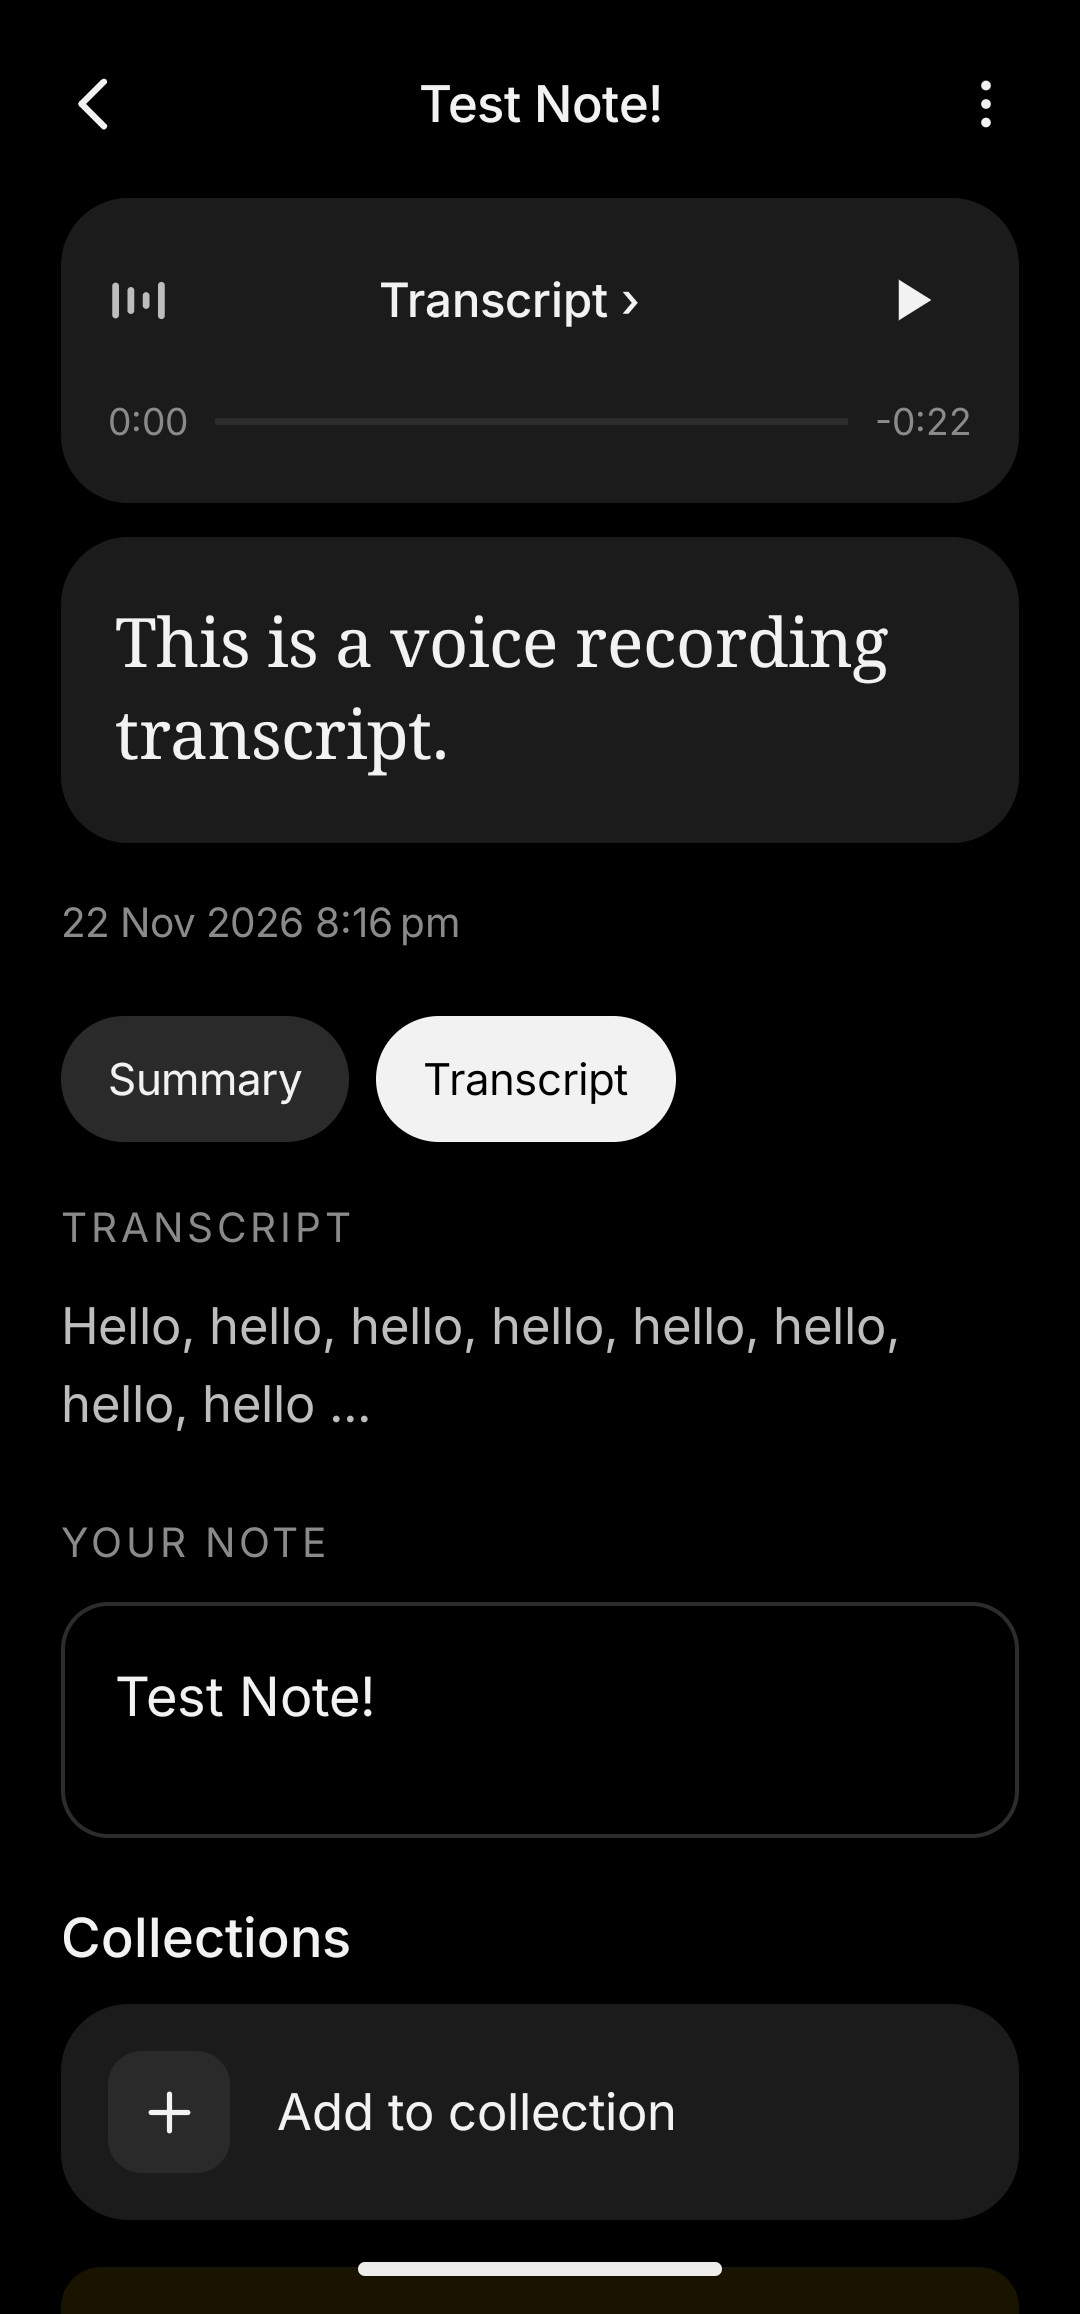 Test Note!
Transcript ›
0:00
-0:22
This is a voice recording
transcript.
22 Nov 2026 8:16 pm
Summary
Transcript
TRANSCRIPT
Hello, hello, hello, hello, hello, hello,
hello, hello ...
YOUR NOTE
Test Note!
Collections
Add to collection